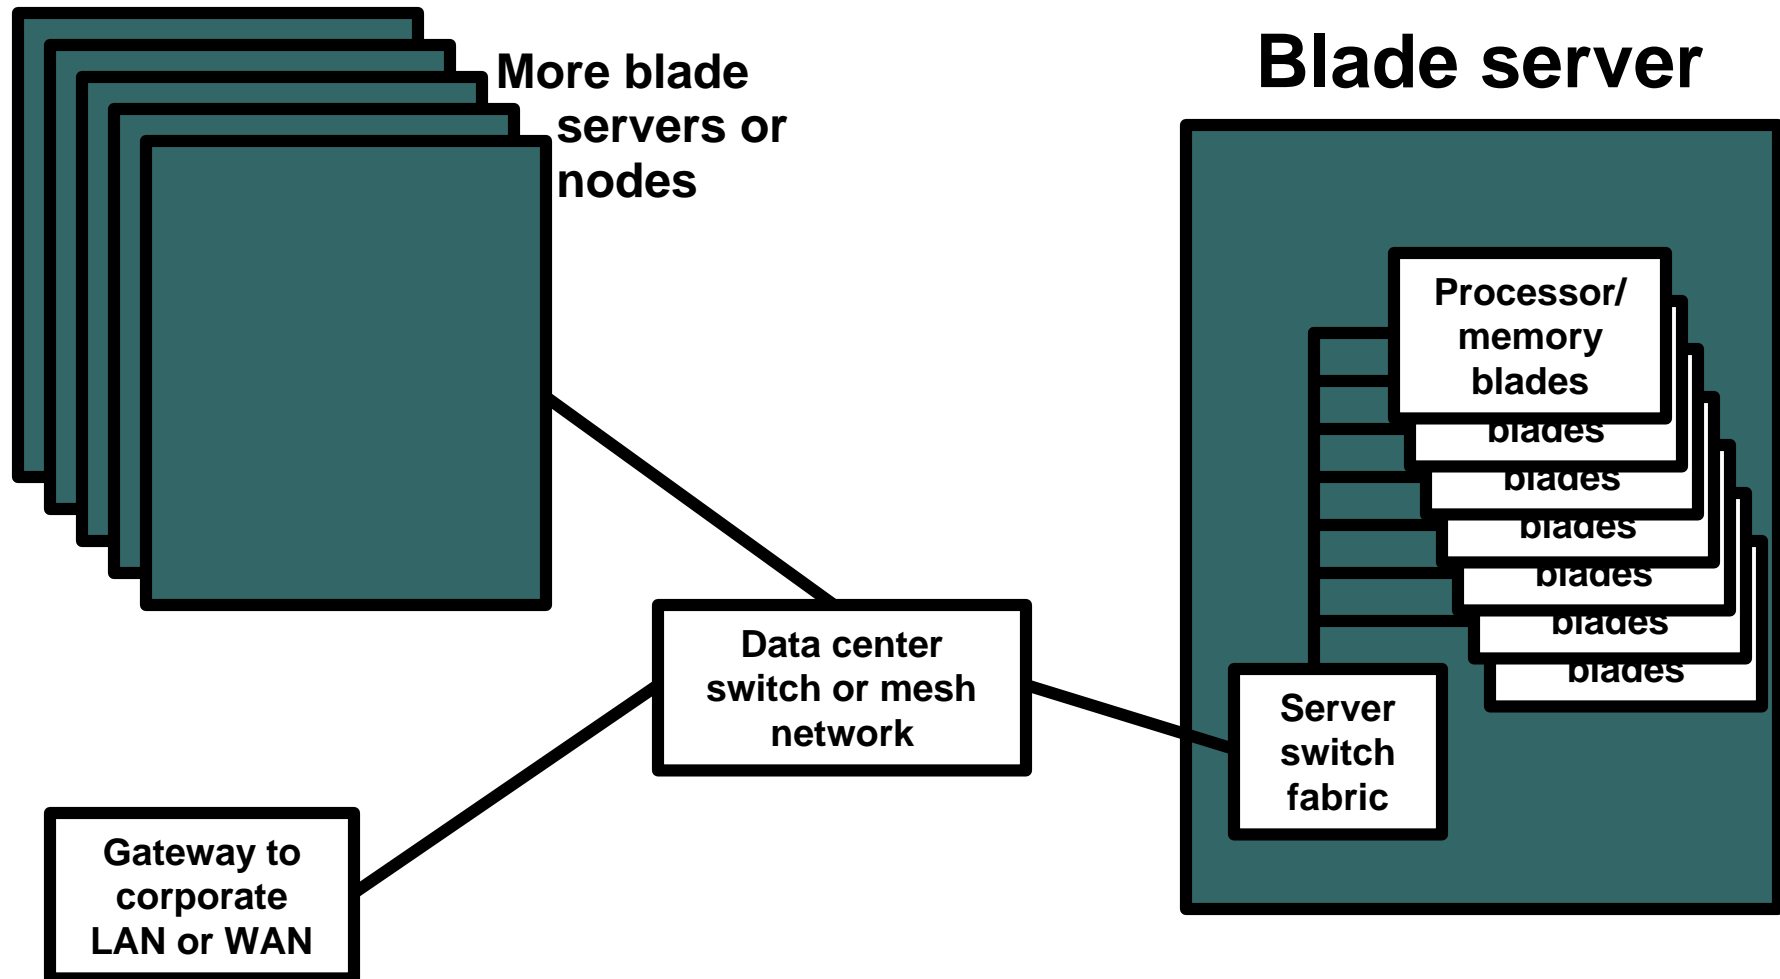 More blade
servers or
nodes
Blade server
Processor/
memory
blades
blades
blades
blades
blades
blades
blades
Data center
switch or mesh
network
Server
switch
fabric
Gateway to
corporate
LAN or WAN